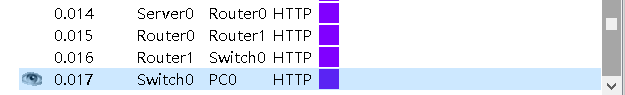 0.014 Server0 Router0 HTTP
0.015 Router0 Router1 HTTP
0.016 Router1 Switch0 HTTP
0.017 Switch0 PC0 HTTP